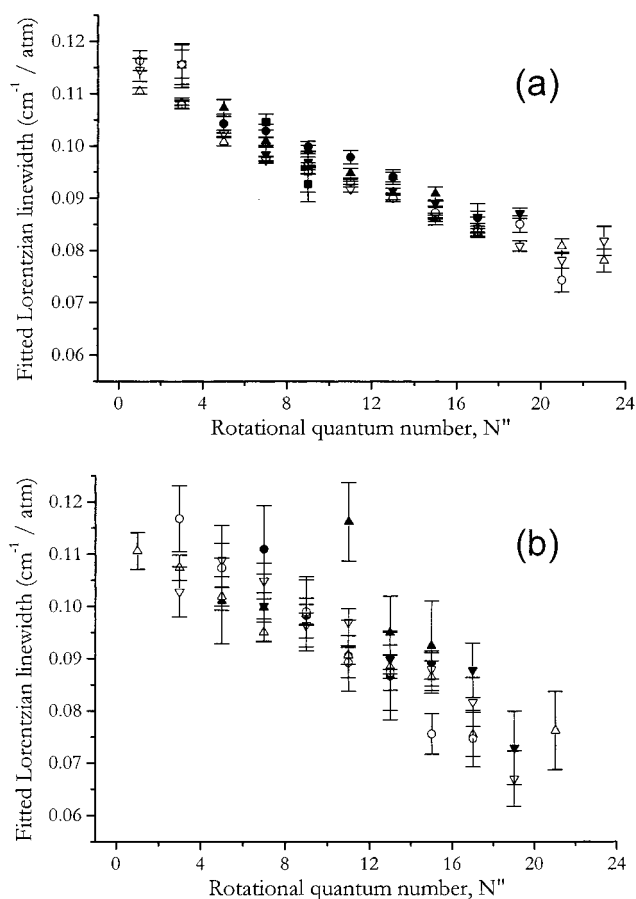 0.12
0.11
0.10
0.09
0.08
0.07
0.06
Fitted Lorentzian linewidth (cm-1 / atm)
(a)
0 4 8 12 16 20 24
Rotational quantum number, N"
0.12
0.11
0.10
0.09
0.08
0.07
0.06
Fitted Lorentzian linewidth (cm-1 / atm)
(b)
0 4 8 12 16 20 24
Rotational quantum number, N"